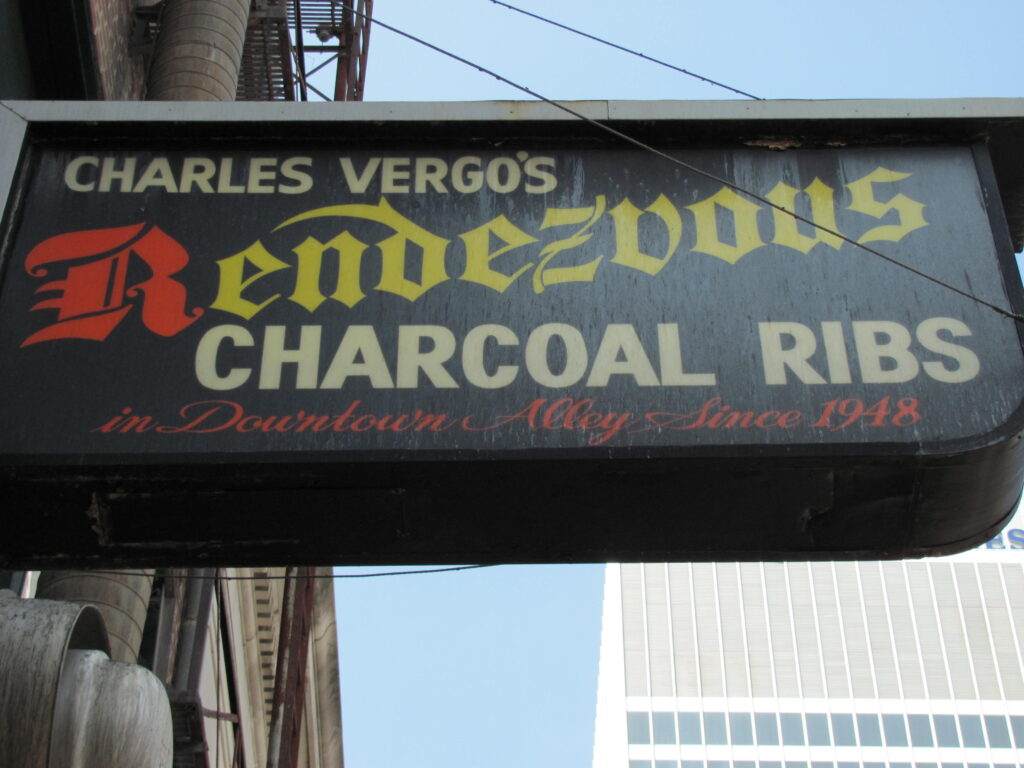 CHARLES VERGO'S
Rendezvous
CHARCOAL RIBS
in Downtown Alley Since 1948